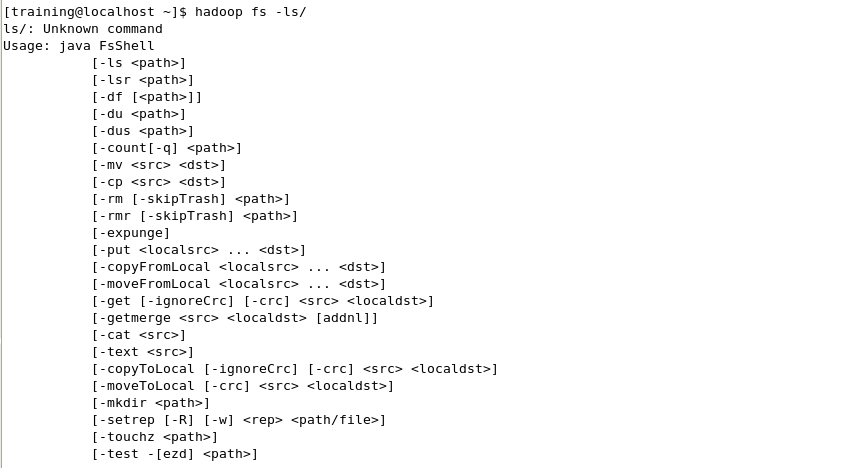 [training@localhost ~]$ hadoop fs -ls/
ls/: Unknown command
Usage: java FsShell
[-ls <path>]
[-lsr <path>]
[-df [<path>]]
[-du <path>]
[-dus <path>]
[-count[-q] <path>]
[-mv <src> <dst>]
[-cp <src> <dst>]
[-rm [-skipTrash] <path>]
[-rmr [-skipTrash] <path>]
[-expunge]
[-put <localsrc> ... <dst>]
[-copyFromLocal <localsrc> ... <dst>]
[-moveFromLocal <localsrc> ... <dst>]
[-get [-ignoreCrc] [-crc] <src> <localdst>]
[-getmerge <src> <localdst> [addnl]]
[-cat <src>]
[-text <src>]
[-copyToLocal [-ignoreCrc] [-crc] <src> <localdst>]
[-moveToLocal [-crc] <src> <localdst>]
[-mkdir <path>]
[-setrep [-R] [-w] <rep> <path/file>]
[-touchz <path>]
[-test -[ezd] <path>]